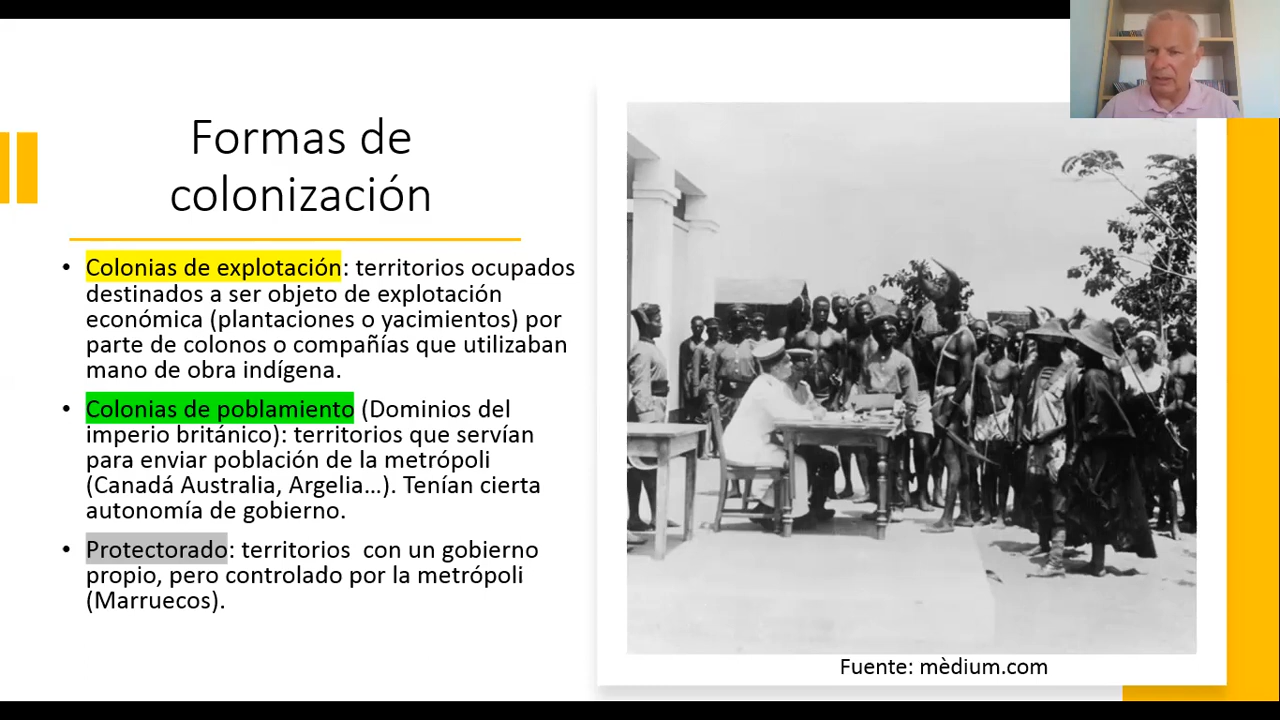 Formas de
colonización
• Colonias de explotación: territorios ocupados
destinados a ser objeto de explotación
económica (plantaciones o yacimientos) por
parte de colonos o compañías que utilizaban
mano de obra indígena.
• Colonias de poblamiento (Dominios del
imperio británico): territorios que servían
para enviar población de la metrópoli
(Canadá Australia, Argelia...). Tenían cierta
autonomía de gobierno.
• Protectorado: territorios con un gobierno
propio, pero controlado por la metrópoli
(Marruecos).
Fuente: mèdium.com